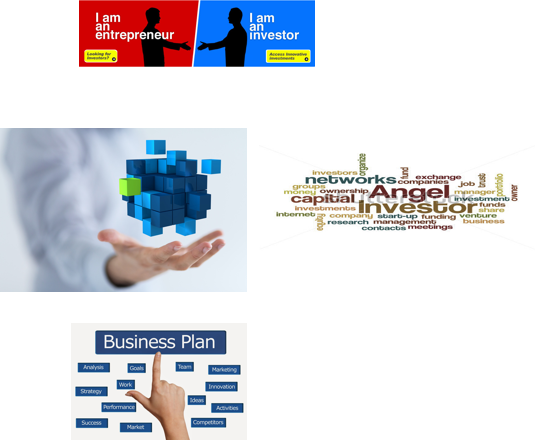 I am
an
entrepreneur
Looking for
Investors?
I am
an
investor
Access Innovative
Investments
investors
organize
fund
exchange
networks
companies
job
trust
portfolio
groups
money
ownership
Angel
manager
owner
capital
investment
investments
Investor
funds
share
internet
equity
company
start-up
funding
venture
research
management
business
contacts
meetings
Business Plan
Analysis
Goals
Team
Marketing
Strategy
Work
Innovation
Performance
Ideas
Activities
Success
Market
Competitors